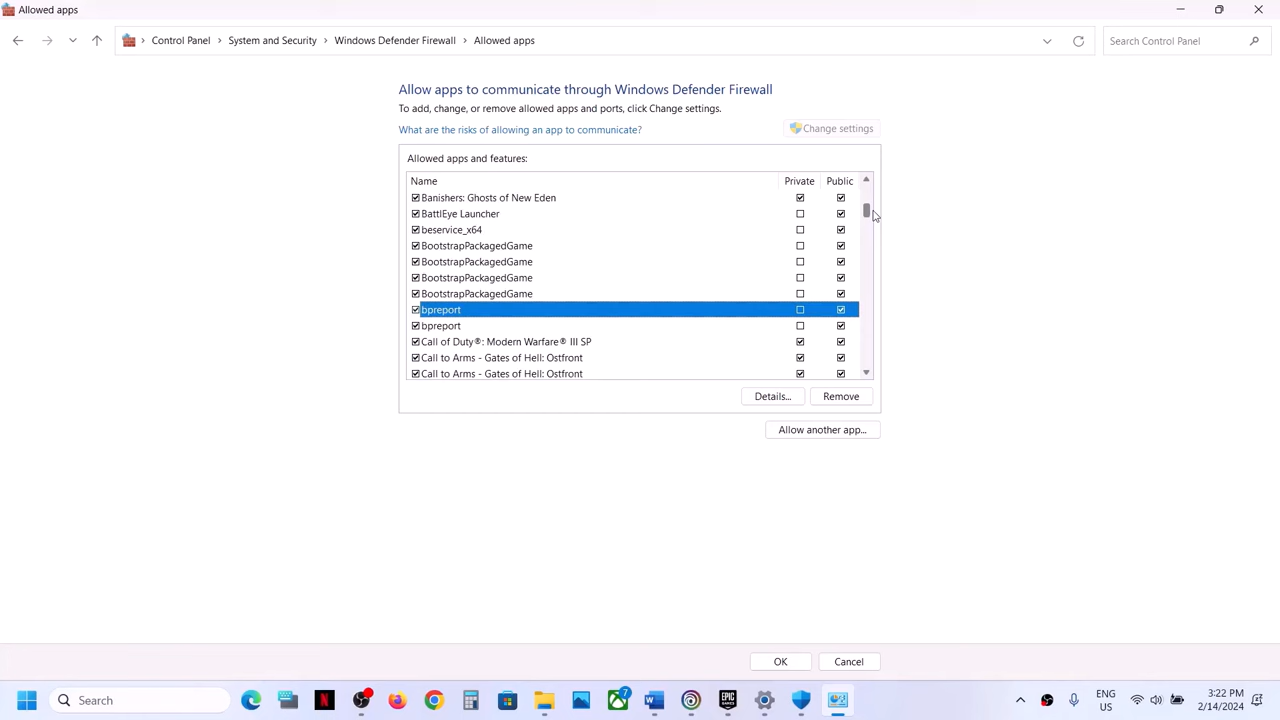 Allowed apps
Control Panel > System and Security > Windows Defender Firewall > Allowed apps
Search Control Panel
Allow apps to communicate through Windows Defender Firewall
To add, change, or remove allowed apps and ports, click Change settings.
What are the risks of allowing an app to communicate?
Change settings
Allowed apps and features:
Name Private Public
Banishers: Ghosts of New Eden
BattlEye Launcher
beservice_x64
BootstrapPackagedGame
BootstrapPackagedGame
BootstrapPackagedGame
BootstrapPackagedGame
bpreport
bpreport
Call of Duty®: Modern Warfare® III SP
Call to Arms - Gates of Hell: Ostfront
Call to Arms - Gates of Hell: Ostfront
Details... Remove
Allow another app...
OK Cancel
Search
7
EPIC
GAMES
ENG
US
3:22 PM
2/14/2024